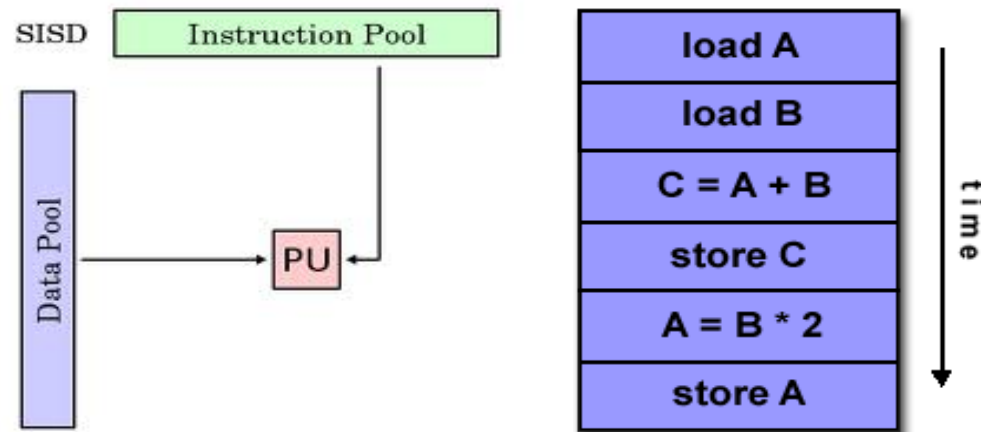 SISD
Instruction Pool
Data Pool
PU
load A
load B
C = A + B
store C
A = B * 2
store A
time